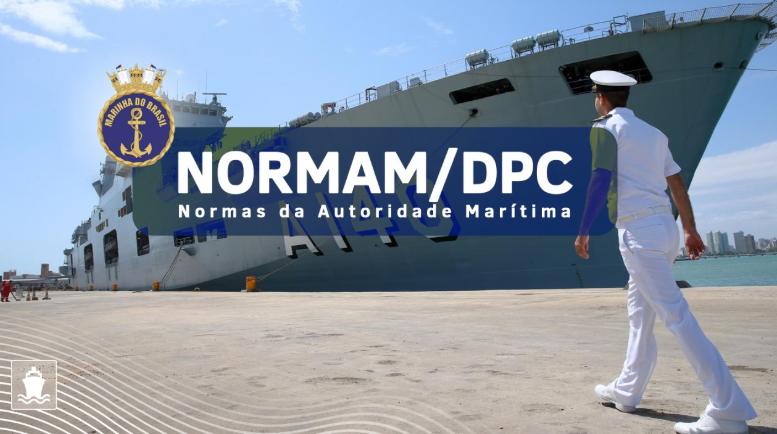 MARINHA DO BRASIL
NORMAM/DPC
Normas da Autoridade Marítima
A140